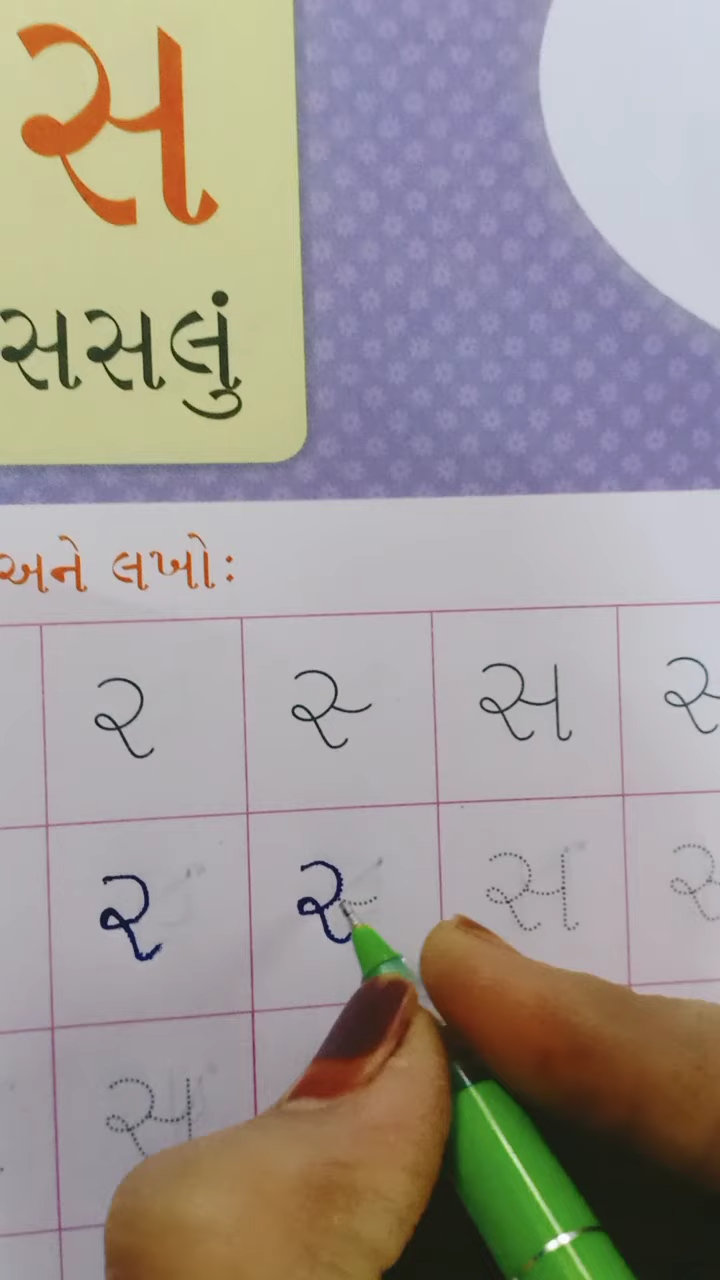 સ
સસલું
અને લખો:
ર સ્ સ સ
ર ર સ સ
સ